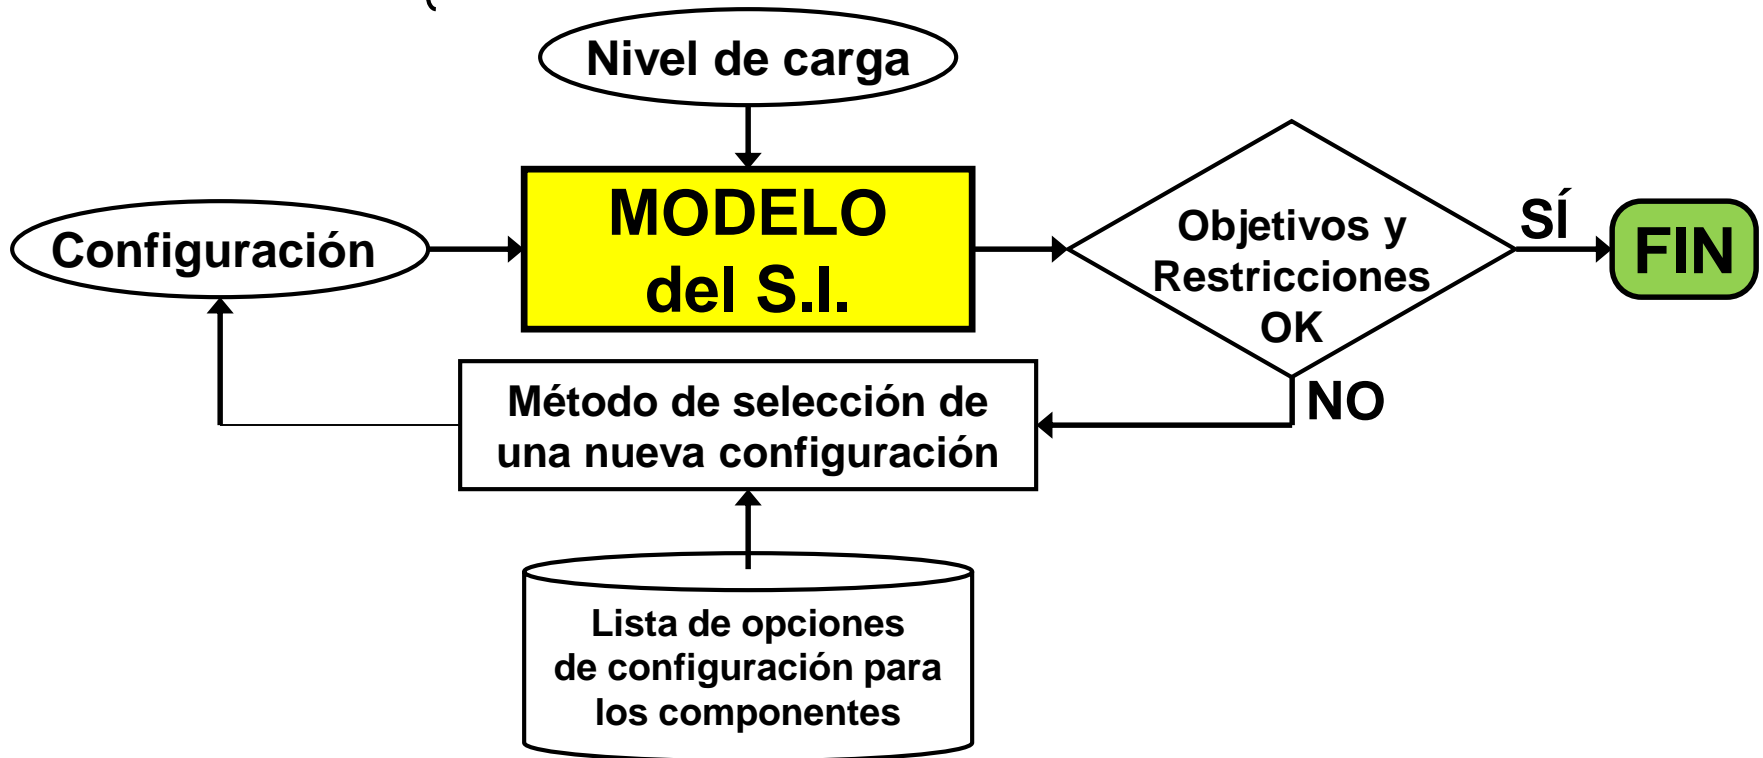 Nivel de carga
Configuración
MODELO
del S.I.
Objetivos y
Restricciones
OK
SÍ
FIN
NO
Método de selección de
una nueva configuración
Lista de opciones
de configuración para
los componentes